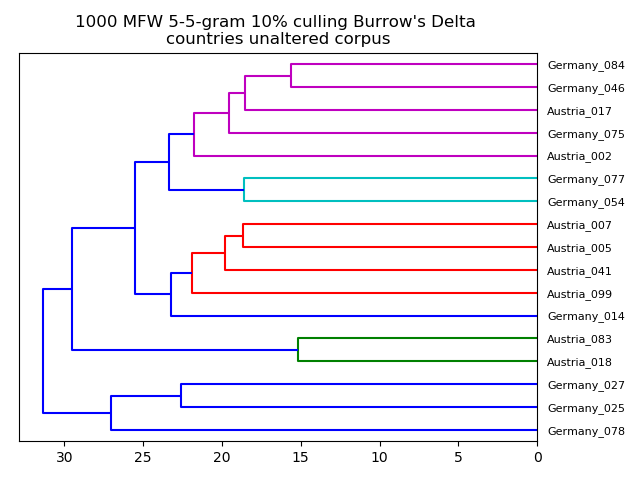 1000 MFW 5-5-gram 10% culling Burrow's Delta
countries unaltered corpus
Germany_084
Germany_046
Austria_017
Germany_075
Austria_002
Germany_077
Germany_054
Austria_007
Austria_005
Austria_041
Austria_099
Germany_014
Austria_083
Austria_018
Germany_027
Germany_025
Germany_078
30 25 20 15 10 5 0